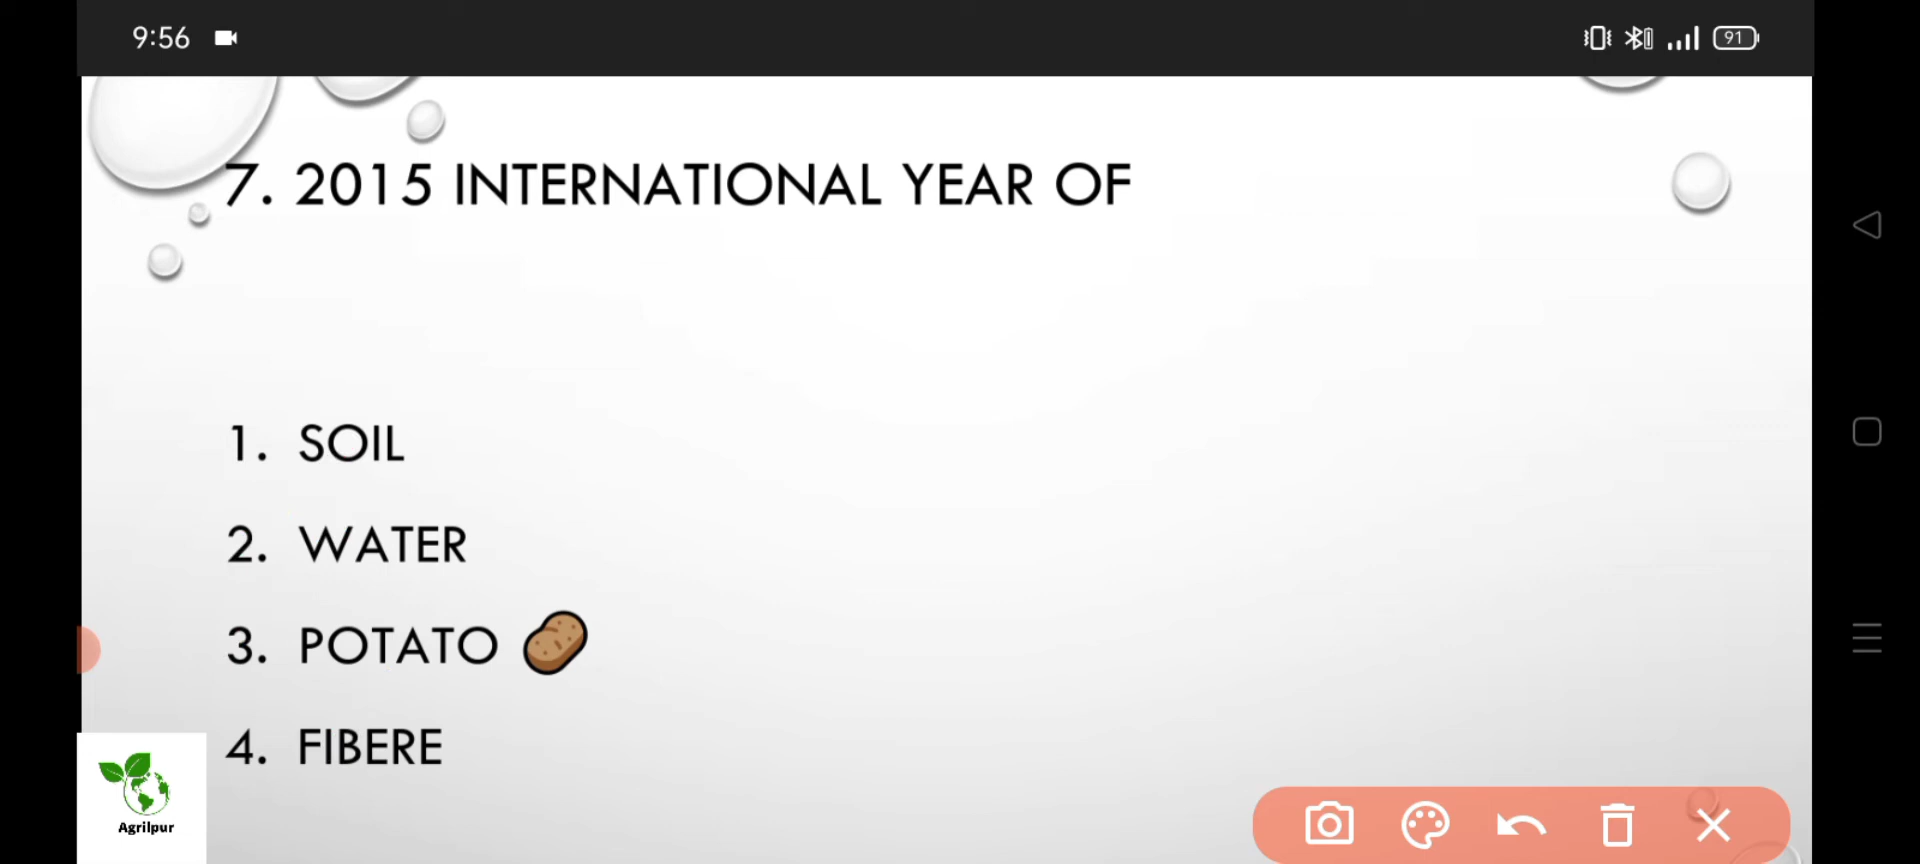 9:56
91
7. 2015 INTERNATIONAL YEAR OF
1. SOIL
2. WATER
3. POTATO
4. FIBERE
Agrilpur